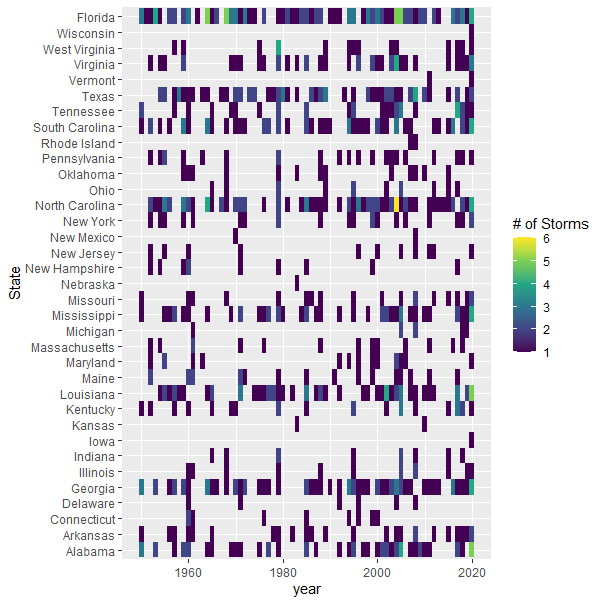 Florida
Wisconsin
West Virginia
Virginia
Vermont
Texas
Tennessee
South Carolina
Rhode Island
Pennsylvania
Oklahoma
Ohio
North Carolina
New York
New Mexico
New Jersey
New Hampshire
Nebraska
Missouri
Mississippi
Michigan
Massachusetts
Maryland
Maine
Louisiana
Kentucky
Kansas
Iowa
Indiana
Illinois
Georgia
Delaware
Connecticut
Arkansas
Alabama
State
1960 1980 2000 2020
year
# of Storms
6
5
4
3
2
1